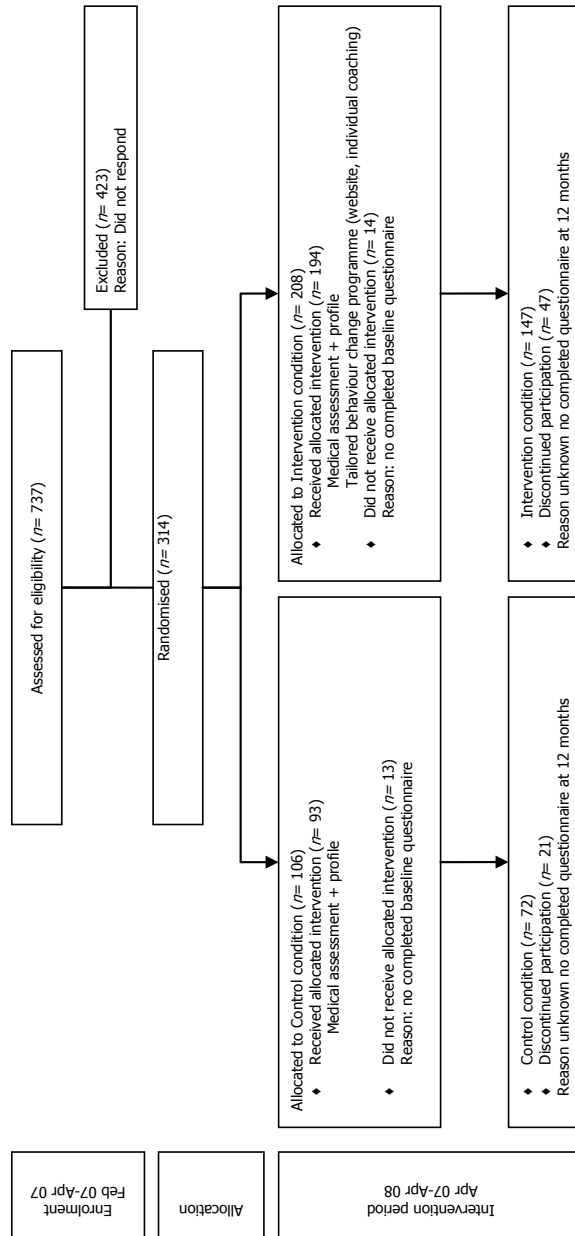 Enrolment
Feb 07-Apr 07
Assessed for eligibility (n= 737)
Excluded (n= 423)
Reason: Did not respond
Allocation
Randomised (n= 314)
Intervention period
Apr 07-Apr 08
Allocated to Control condition (n= 106)
♦ Received allocated intervention (n= 93)
Medical assessment + profile
♦ Did not receive allocated intervention (n= 13)
Reason: no completed baseline questionnaire
Allocated to Intervention condition (n= 208)
♦ Received allocated intervention (n= 194)
Medical assessment + profile
Tailored behaviour change programme (website, individual coaching)
♦ Did not receive allocated intervention (n= 14)
Reason: no completed baseline questionnaire
♦ Control condition (n= 72)
♦ Discontinued participation (n= 21)
Reason unknown no completed questionnaire at 12 months
♦ Intervention condition (n= 147)
♦ Discontinued participation (n= 47)
Reason unknown no completed questionnaire at 12 months